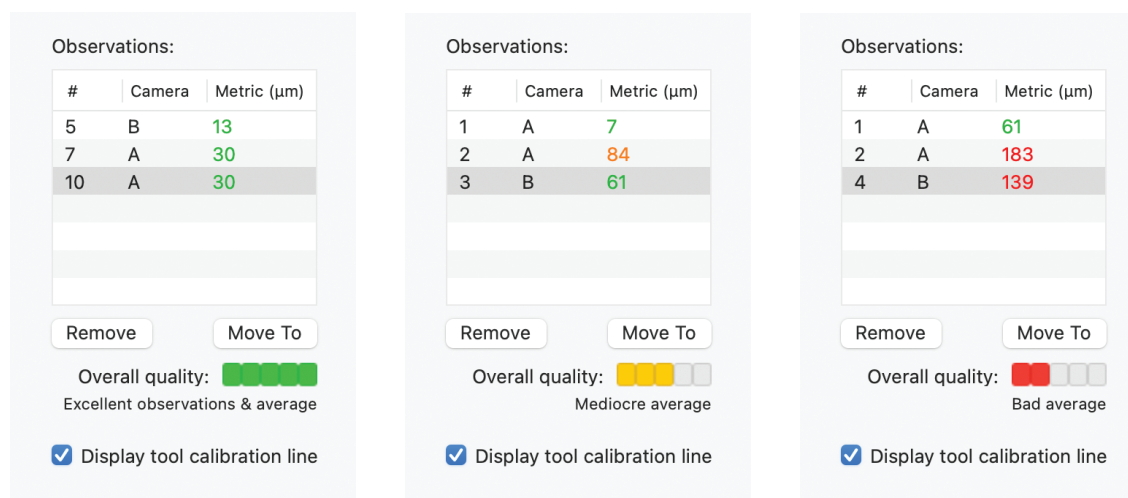 Observations:
# Camera Metric (µm)
5 B 13
7 A 30
10 A 30
Remove Move To
Overall quality:
Excellent observations & average
Display tool calibration line
Observations:
# Camera Metric (µm)
1 A 7
2 A 84
3 B 61
Remove Move To
Overall quality:
Mediocre average
Display tool calibration line
Observations:
# Camera Metric (µm)
1 A 61
2 A 183
4 B 139
Remove Move To
Overall quality:
Bad average
Display tool calibration line